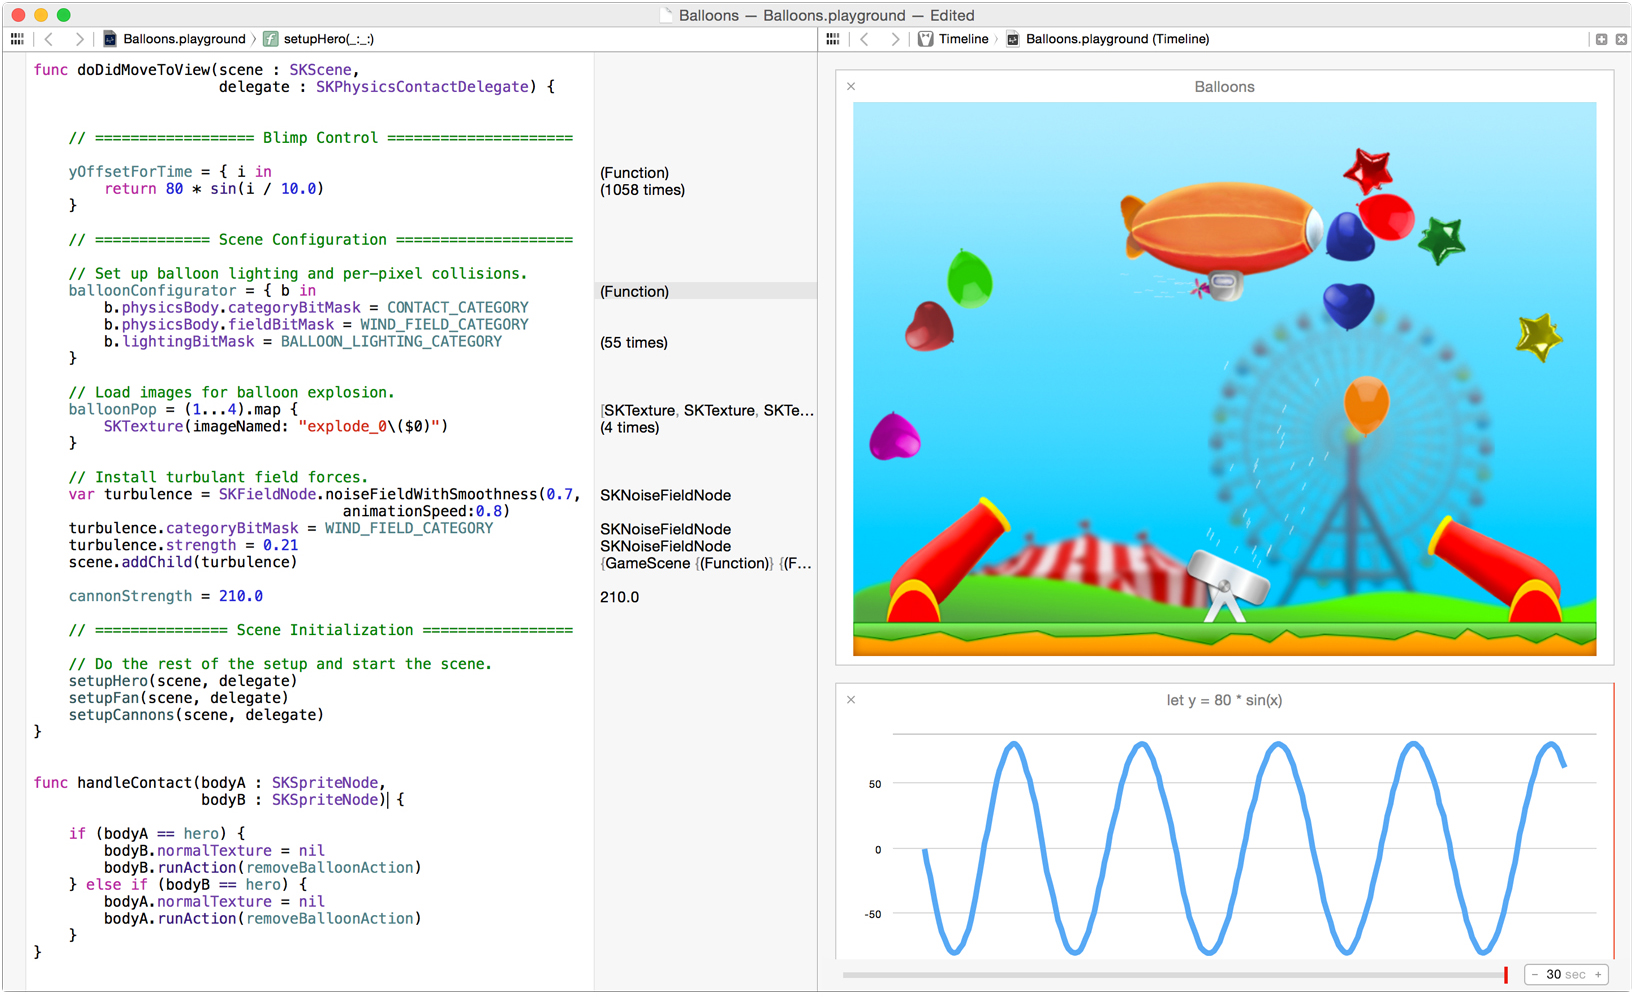 Balloons — Balloons.playground — Edited
Balloons.playground 〉 f setupHero(_:_:)
func doDidMoveToView(scene : SKScene,
delegate : SKPhysicsContactDelegate) {
// ================== Blimp Control =====================
yOffsetForTime = { i in
return 80 * sin(i / 10.0)
}
// ============= Scene Configuration ====================
// Set up balloon lighting and per-pixel collisions.
balloonConfigurator = { b in
b.physicsBody.categoryBitMask = CONTACT_CATEGORY
b.physicsBody.fieldBitMask = WIND_FIELD_CATEGORY
b.lightingBitMask = BALLOON_LIGHTING_CATEGORY
}
// Load images for balloon explosion.
balloonPop = (1...4).map {
SKTexture(imageNamed: "explode_0\($0)")
}
// Install turbulant field forces.
var turbulence = SKFieldNode.noiseFieldWithSmoothness(0.7,
animationSpeed:0.8)
turbulence.categoryBitMask = WIND_FIELD_CATEGORY
turbulence.strength = 0.21
scene.addChild(turbulence)
cannonStrength = 210.0
// =============== Scene Initialization =================
// Do the rest of the setup and start the scene.
setupHero(scene, delegate)
setupFan(scene, delegate)
setupCannons(scene, delegate)
}
func handleContact(bodyA : SKSpriteNode,
bodyB : SKSpriteNode) {
if (bodyA == hero) {
bodyB.normalTexture = nil
bodyB.runAction(removeBalloonAction)
} else if (bodyB == hero) {
bodyA.normalTexture = nil
bodyA.runAction(removeBalloonAction)
}
}
(Function)
(1058 times)
(Function)
(55 times)
[SKTexture, SKTexture, SKTe...
(4 times)
SKNoiseFieldNode
SKNoiseFieldNode
SKNoiseFieldNode
{GameScene {(Function)} {(F...
210.0
Timeline 〉 Balloons.playground (Timeline)
Balloons
let y = 80 * sin(x)
50
0
-50
− 30 sec +